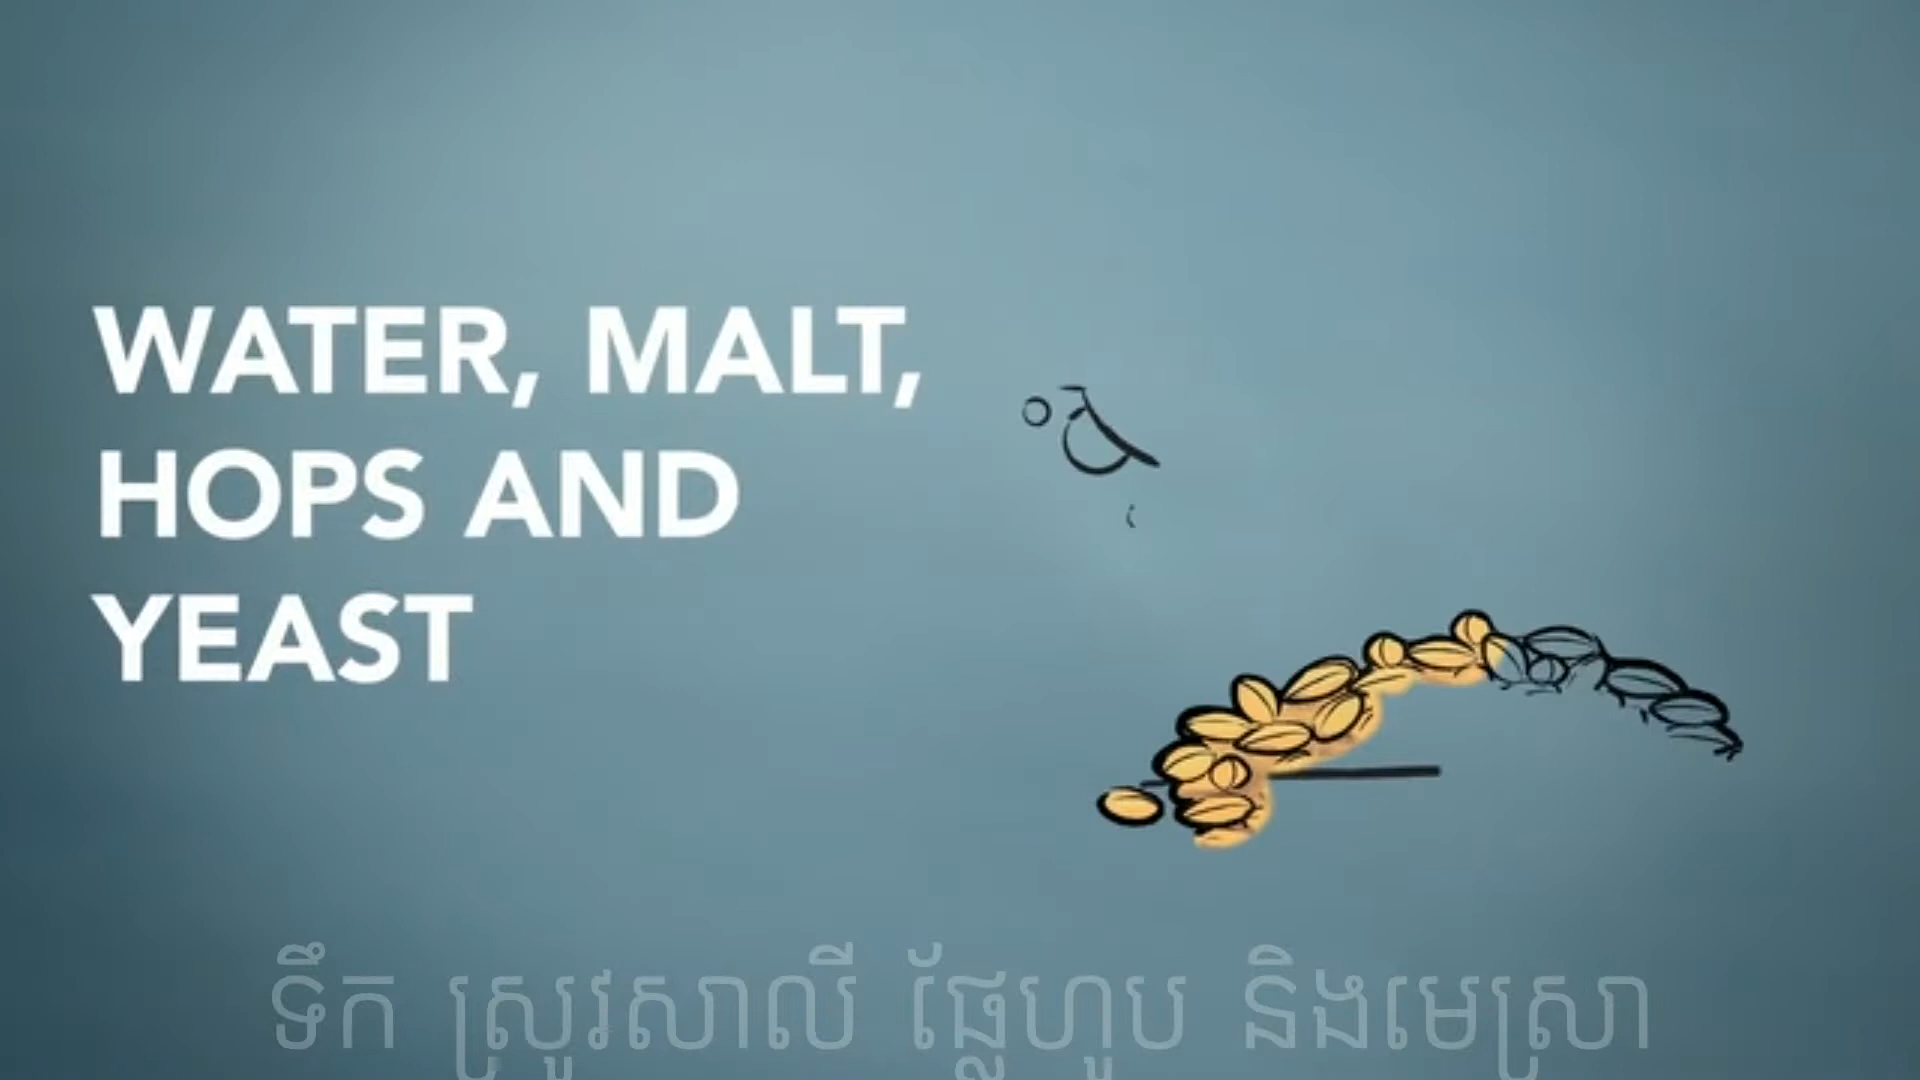 WATER, MALT,
HOPS AND
YEAST
ទឹក ស្រូវសាលី ផ្លែហូប និងមេស្រា